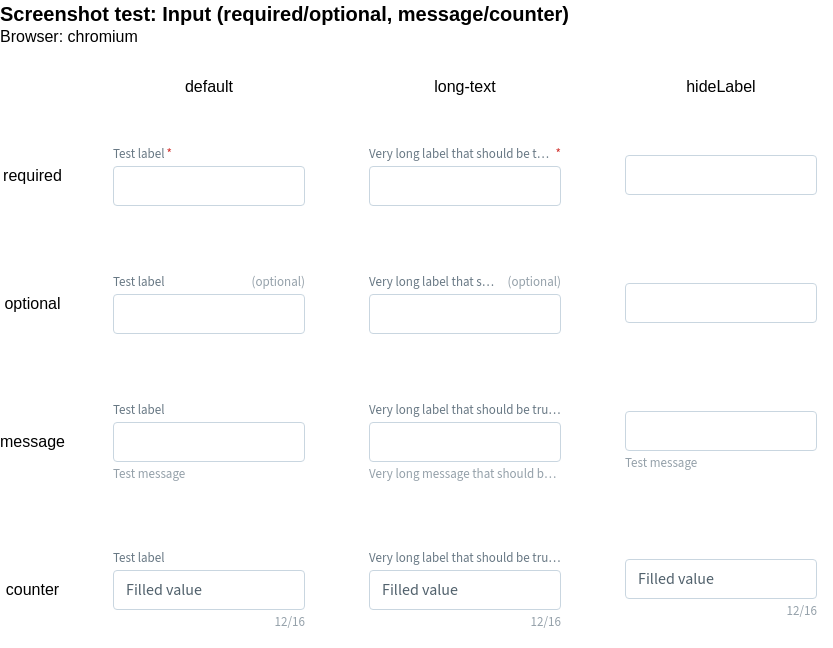 Screenshot test: Input (required/optional, message/counter)
Browser: chromium
default long-text hideLabel
Test label * Very long label that should be t… *
required
Test label (optional) Very long label that s… (optional)
optional
Test label Very long label that should be tru…
message
Test message Very long message that should b… Test message
Test label Very long label that should be tru…
counter Filled value Filled value Filled value
12/16 12/16 12/16